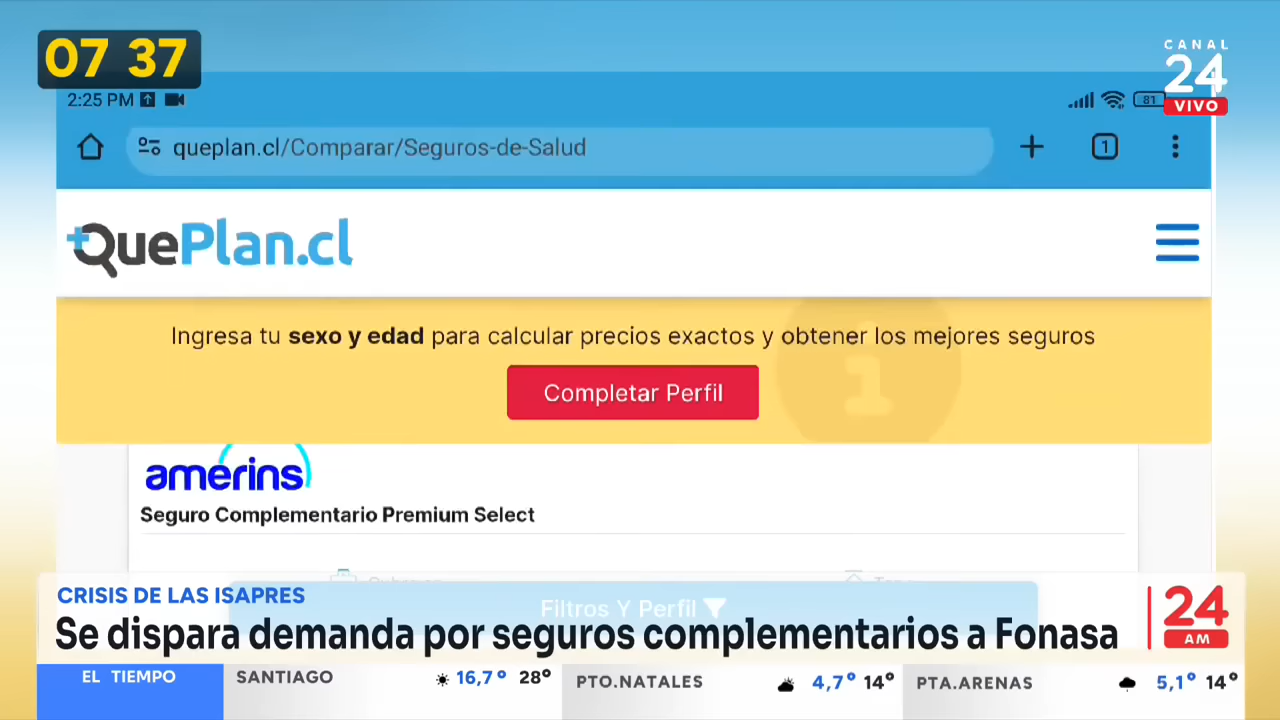 07 37
CANAL
24
VIVO
2:25 PM
81
queplan.cl/Comparar/Seguros-de-Salud
1
QuePlan.cl
Ingresa tu sexo y edad para calcular precios exactos y obtener los mejores seguros
Completar Perfil
amerins
Seguro Complementario Premium Select
Filtros Y Perfil
CRISIS DE LAS ISAPRES
Se dispara demanda por seguros complementarios a Fonasa
24
AM
EL TIEMPO
SANTIAGO 16,7° 28°
PTO.NATALES 4,7° 14°
PTA.ARENAS 5,1° 14°